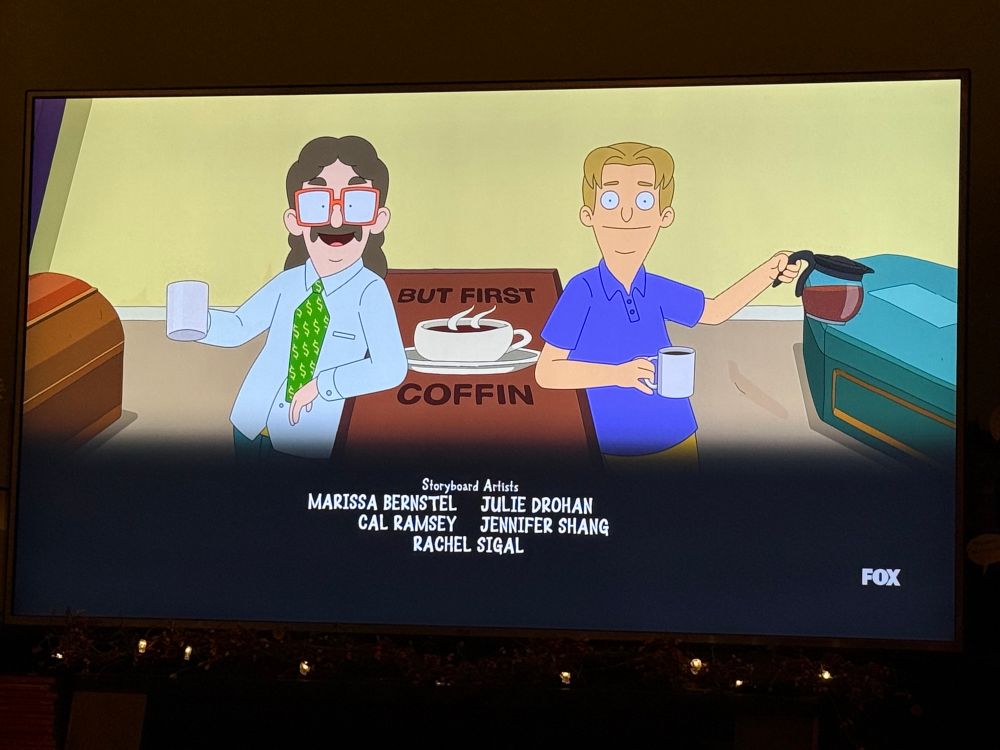 BUT FIRST
COFFIN
Storyboard Artists
MARISSA BERNSTEL JULIE DROHAN
CAL RAMSEY JENNIFER SHANG
RACHEL SIGAL
FOX